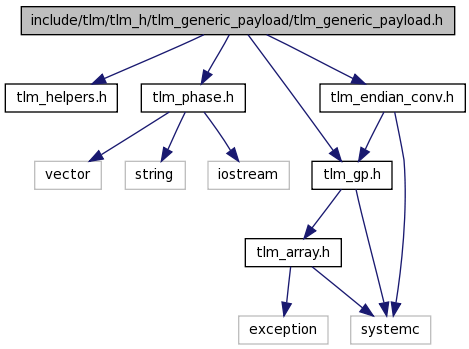 include/tlm/tlm_h/tlm_generic_payload/tlm_generic_payload.h
tlm_helpers.h
tlm_phase.h
tlm_endian_conv.h
vector
string
iostream
tlm_gp.h
tlm_array.h
exception
systemc